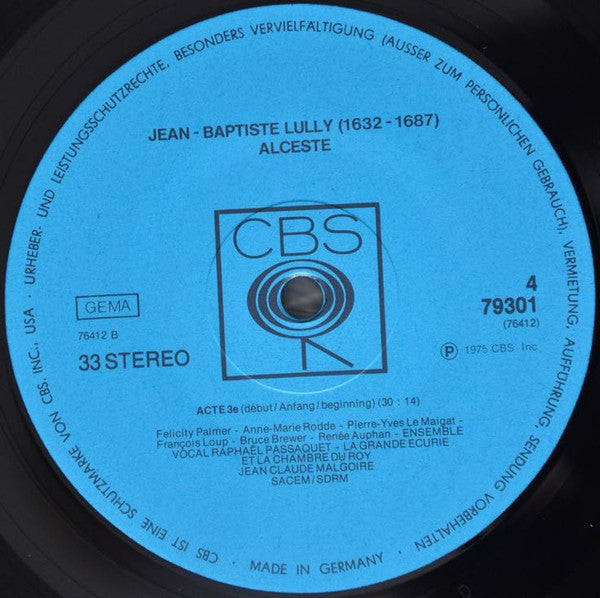 URHEBER- UND LEISTUNGSSCHUTZRECHTE, BESONDERS VERVIELFÄLTIGUNG (AUSSER ZUM PERSÖNLICHEN GEBRAUCH), VERMIETUNG, AUFFÜHRUNG, SENDUNG VORBEHALTEN
JEAN - BAPTISTE LULLY (1632 - 1687)
ALCESTE
CBS
GEMA
76412 B
33 STEREO
4
79301
(76412)
Ⓟ 1975 CBS Inc
ACTE 3e (début/Anfang/beginning) (30 : 14)
Felicity Palmer - Anne-Marie Rodde - Pierre-Yves Le Maigat -
François Loup - Bruce Brewer - Renée Auphan - ENSEMBLE
VOCAL RAPHAËL PASSAQUET - LA GRANDE ECURIE
ET LA CHAMBRE DU ROY
JEAN CLAUDE MALGOIRE
SACEM/SDRM
· CBS IST EINE SCHUTZMARKE VON CBS, INC., USA ·
· MADE IN GERMANY ·